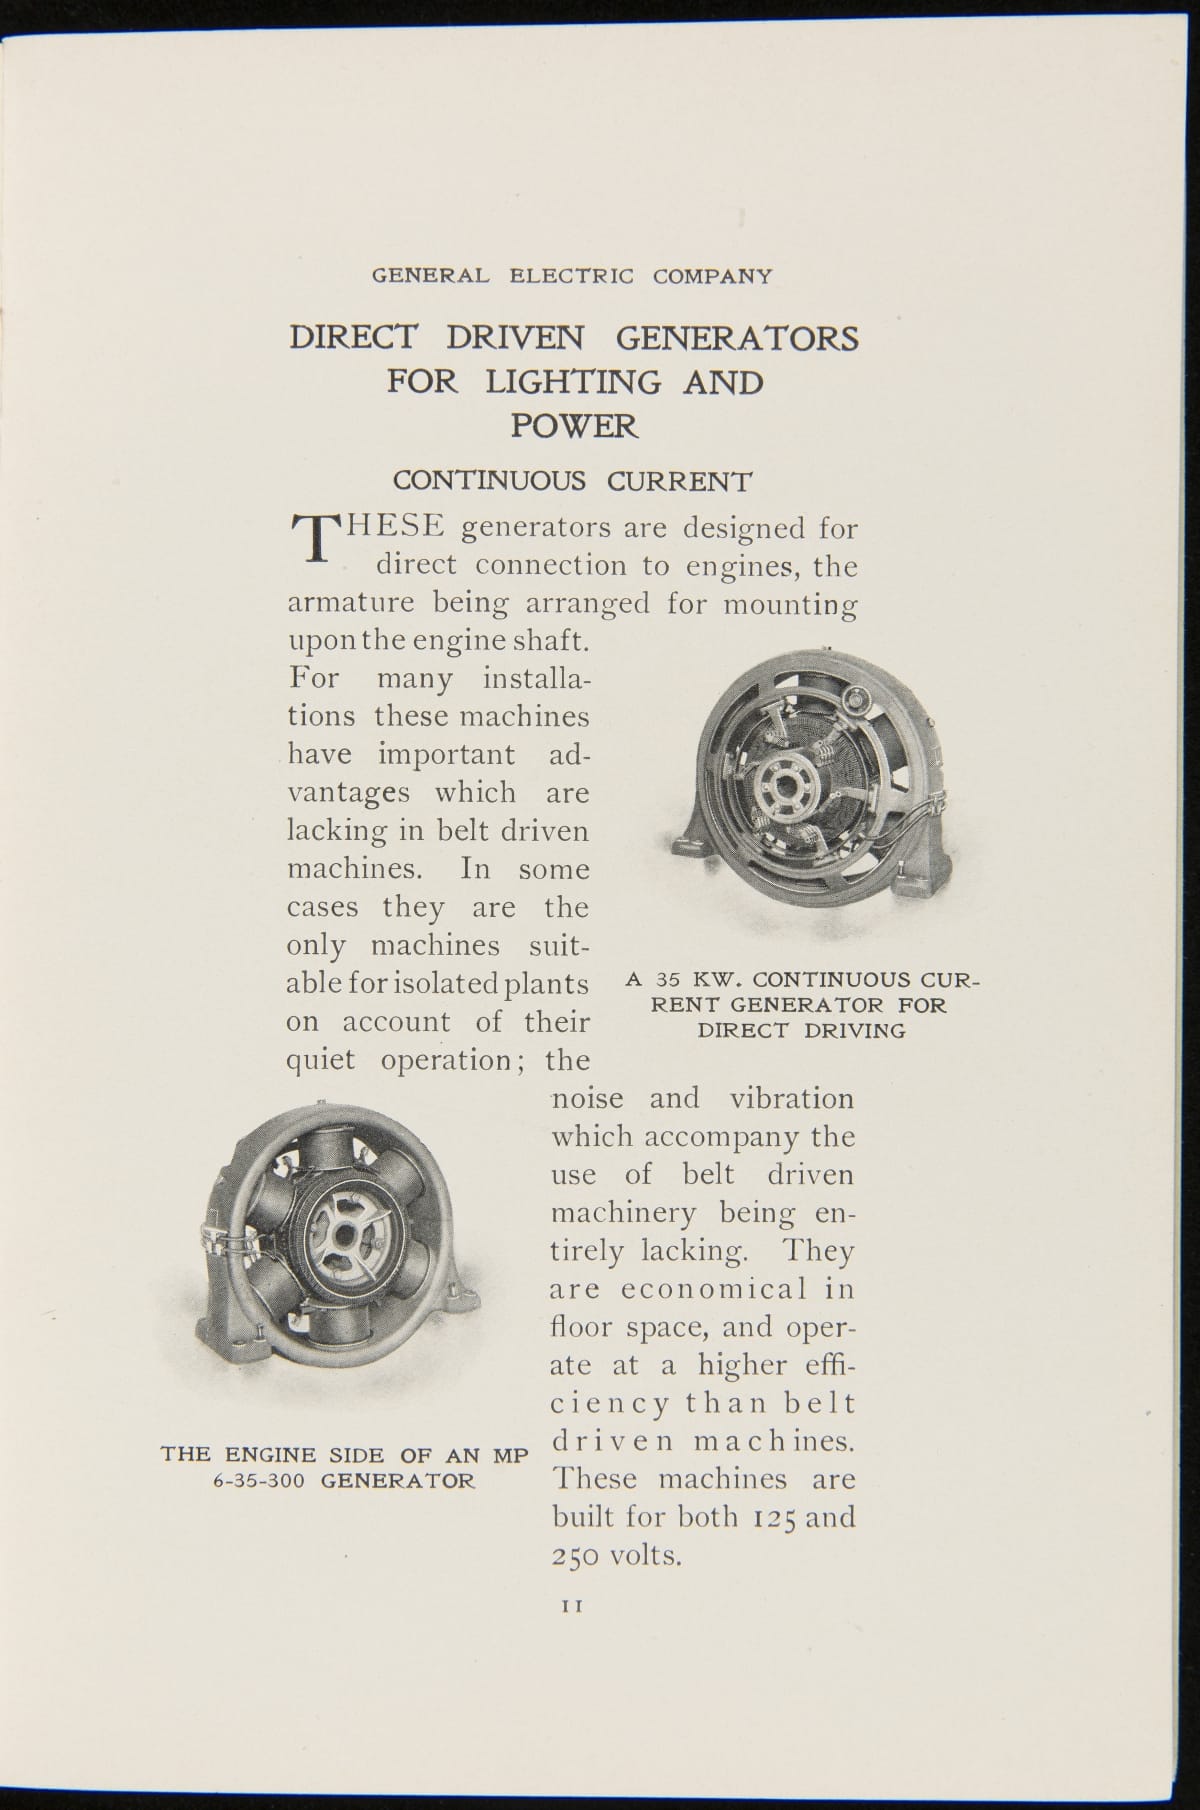 GENERAL ELECTRIC COMPANY
DIRECT DRIVEN GENERATORS
FOR LIGHTING AND
POWER
CONTINUOUS CURRENT
THESE generators are designed for
direct connection to engines, the
armature being arranged for mounting
upon the engine shaft.
For many installa-
tions these machines
have important ad-
vantages which are
lacking in belt driven
machines. In some
cases they are the
only machines suit-
able for isolated plants
on account of their
quiet operation; the
A 35 KW. CONTINUOUS CUR-
RENT GENERATOR FOR
DIRECT DRIVING
noise and vibration
which accompany the
use of belt driven
machinery being en-
tirely lacking. They
are economical in
floor space, and oper-
ate at a higher effi-
ciency than belt
driven machines.
These machines are
built for both 125 and
250 volts.
THE ENGINE SIDE OF AN MP
6-35-300 GENERATOR
11